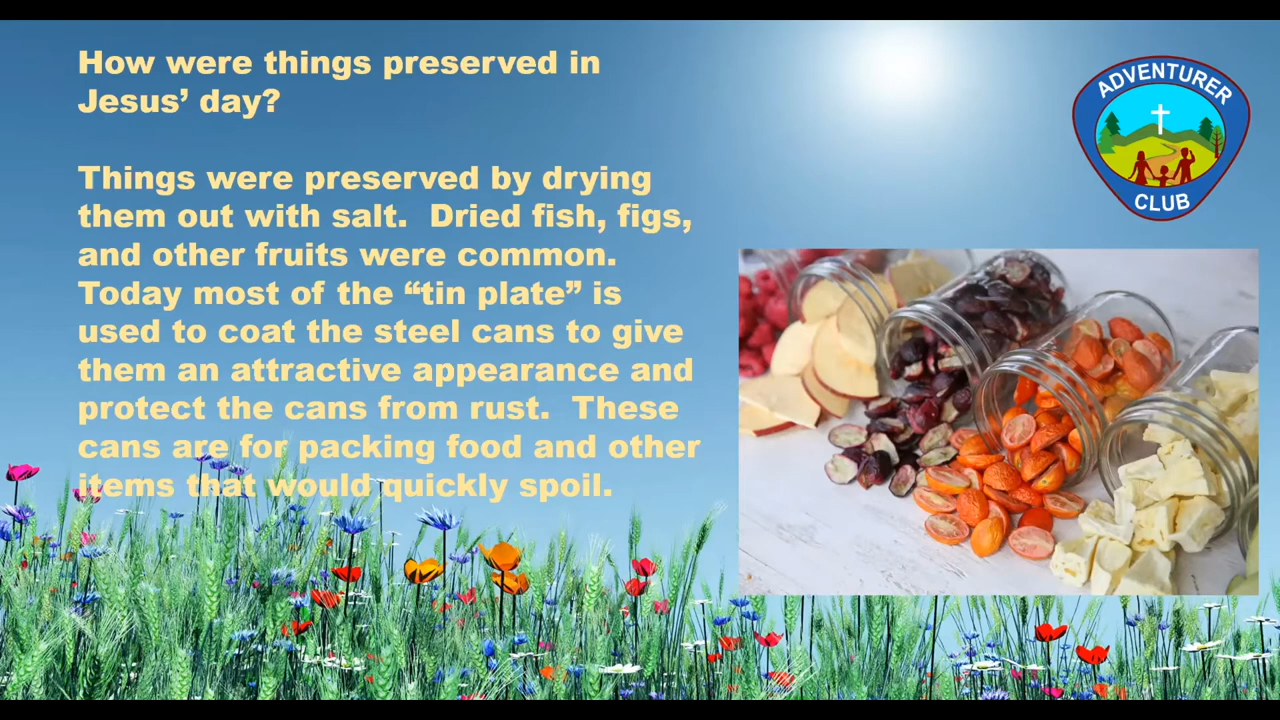 How were things preserved in
Jesus’ day?
Things were preserved by drying
them out with salt.  Dried fish, figs,
and other fruits were common.
Today most of the “tin plate” is
used to coat the steel cans to give
them an attractive appearance and
protect the cans from rust.  These
cans are for packing food and other
items that would quickly spoil.
ADVENTURER
CLUB